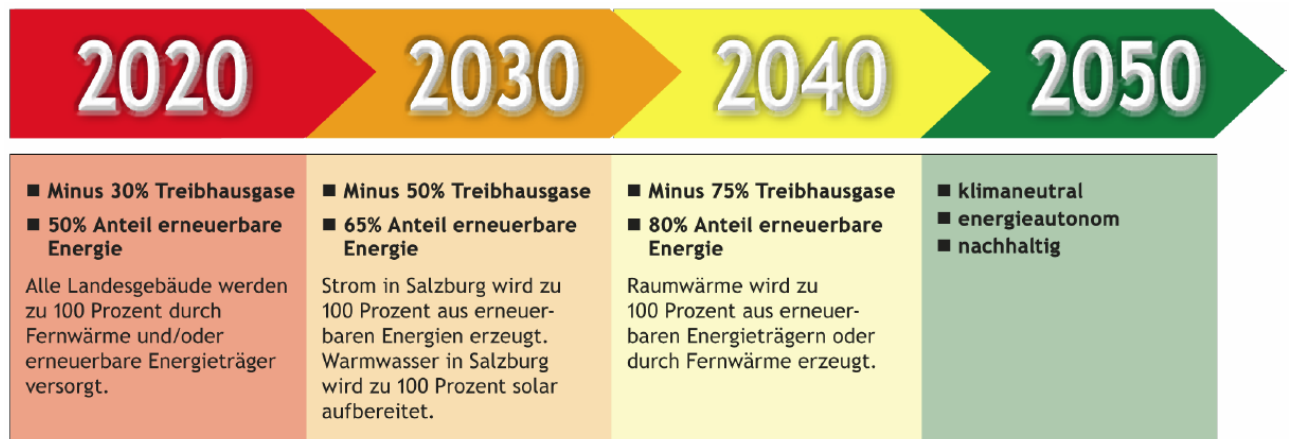 2020
2030
2040
2050
■ Minus 30% Treibhausgase
■ 50% Anteil erneuerbare
Energie
Alle Landesgebäude werden
zu 100 Prozent durch
Fernwärme und/oder
erneuerbare Energieträger
versorgt.
■ Minus 50% Treibhausgase
■ 65% Anteil erneuerbare
Energie
Strom in Salzburg wird zu
100 Prozent aus erneuer-
baren Energien erzeugt.
Warmwasser in Salzburg
wird zu 100 Prozent solar
aufbereitet.
■ Minus 75% Treibhausgase
■ 80% Anteil erneuerbare
Energie
Raumwärme wird zu
100 Prozent aus erneuer-
baren Energieträgern oder
durch Fernwärme erzeugt.
■ klimaneutral
■ energieautonom
■ nachhaltig